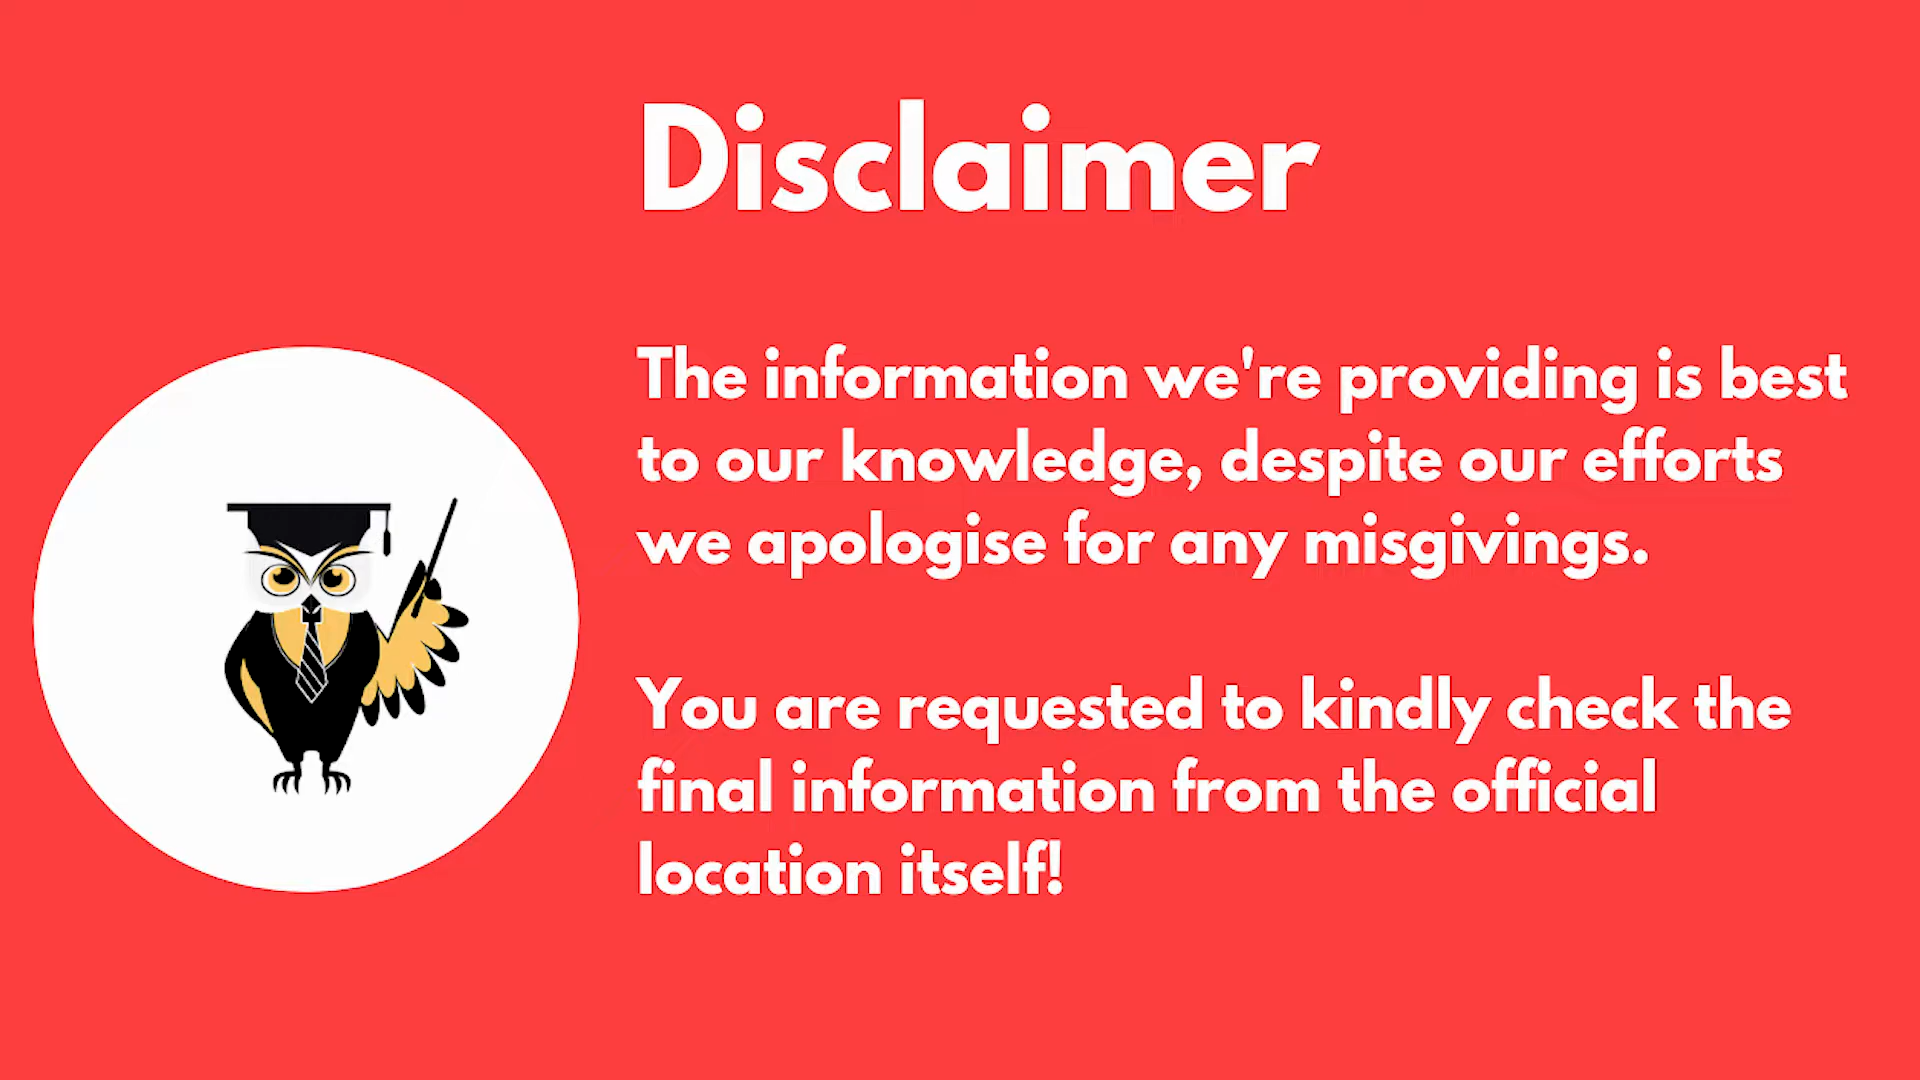 Disclaimer
The information we're providing is best
to our knowledge, despite our efforts
we apologise for any misgivings.
You are requested to kindly check the
final information from the official
location itself!